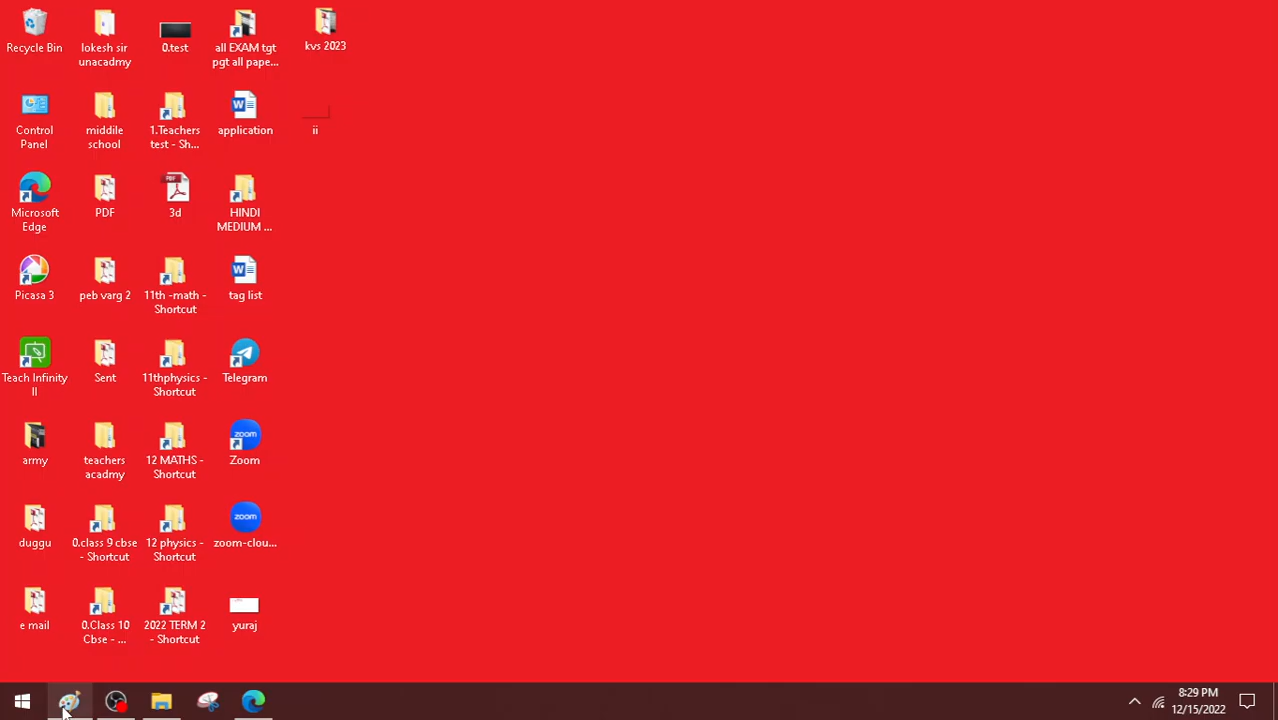 Recycle Bin
lokesh sir
unacadmy
0.test
all EXAM tgt
pgt all pape...
kvs 2023
Control
Panel
middile
school
1.Teachers
test - Sh...
application
ii
Microsoft
Edge
PDF
PDF
3d
HINDI
MEDIUM ...
Picasa 3
peb varg 2
11th -math -
Shortcut
tag list
Teach Infinity
II
Sent
11thphysics -
Shortcut
Telegram
army
teachers
acadmy
12 MATHS -
Shortcut
zoom
Zoom
duggu
0.class 9 cbse
- Shortcut
12 physics -
Shortcut
zoom
zoom-clou...
e mail
0.Class 10
Cbse - ...
2022 TERM 2
- Shortcut
yuraj
8:29 PM
12/15/2022